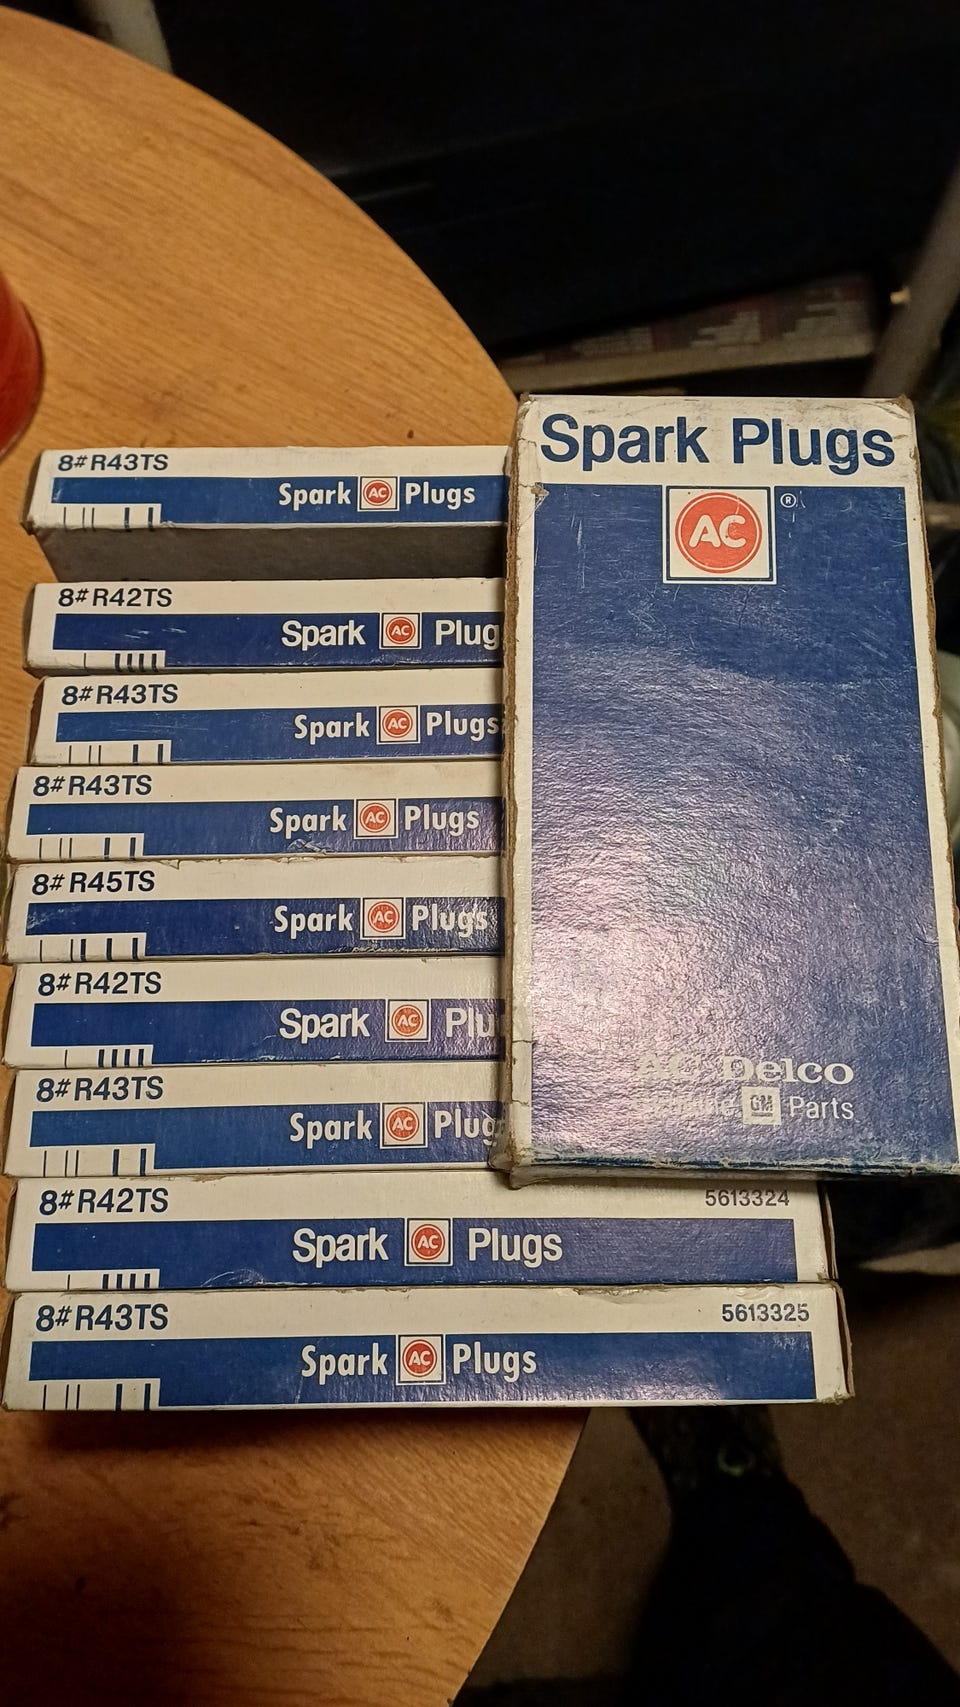 8# R43TS
Spark AC Plugs
8# R42TS
Spark AC Plug
8# R43TS
Spark AC Plugs
8# R43TS
Spark AC Plugs
8# R45TS
Spark AC Plugs
8# R42TS
Spark AC Plu
8# R43TS
Spark AC Plug
8# R42TS 5613324
Spark AC Plugs
8# R43TS 5613325
Spark AC Plugs
Spark Plugs
AC ®
AC Delco
GM Parts